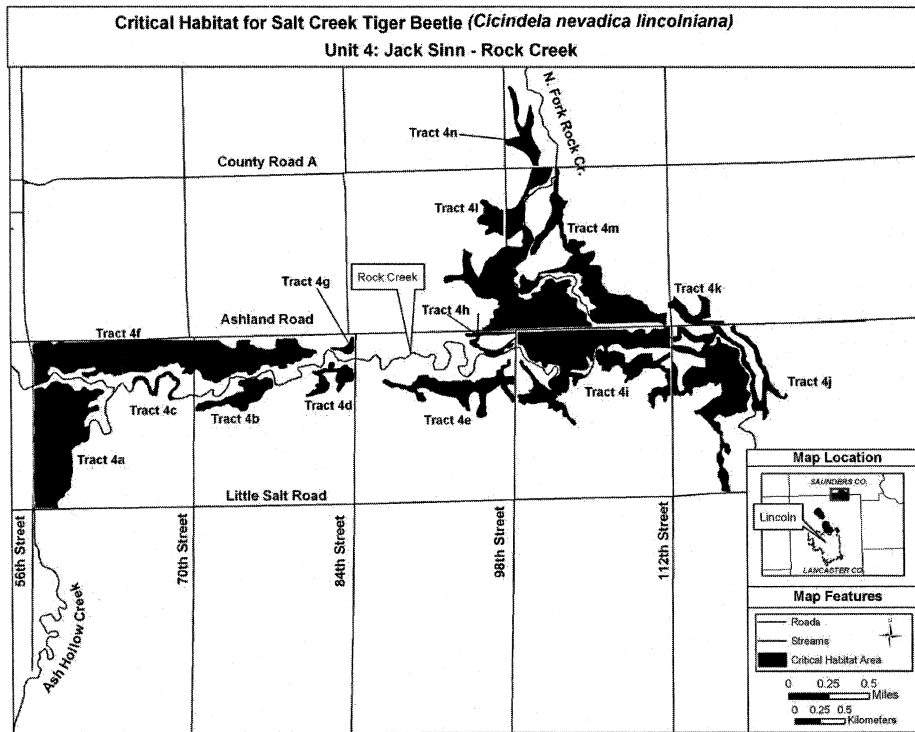 Critical Habitat for Salt Creek Tiger Beetle (Cicindela nevadica lincolniana)
Unit 4: Jack Sinn - Rock Creek
N. Fork Rock Cr.
Tract 4n
County Road A
Tract 4l
Tract 4m
Tract 4g
Rock Creek
Tract 4k
Tract 4h
Ashland Road
Tract 4f
Tract 4j
Tract 4c
Tract 4b
Tract 4d
Tract 4e
Tract 4i
Tract 4a
Little Salt Road
56th Street
70th Street
84th Street
98th Street
112th Street
Ash Hollow Creek
Map Location
SAUNDERS CO.
Lincoln
LANCASTER CO.
Map Features
Roads
Streams
Critical Habitat Area
N
0 0.25 0.5
Miles
0 0.25 0.5
Kilometers